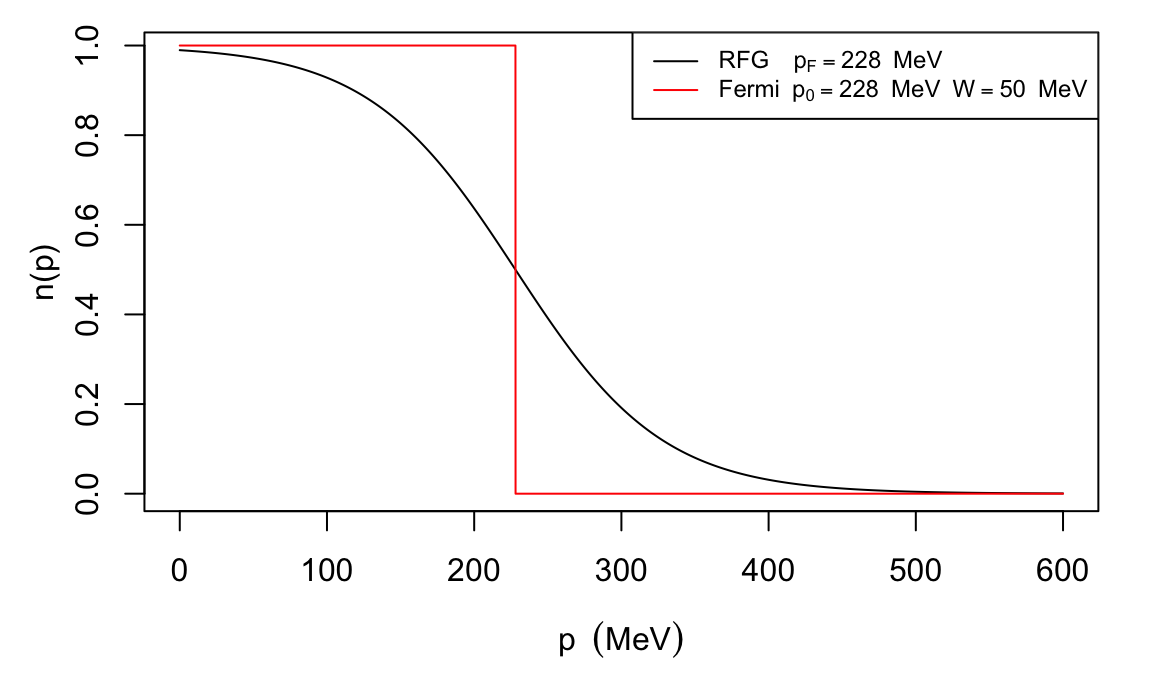 RFG p_F = 228 MeV
Fermi p_0 = 228 MeV W = 50 MeV
n(p)
1.0
0.8
0.6
0.4
0.2
0.0
0 100 200 300 400 500 600
p (MeV)